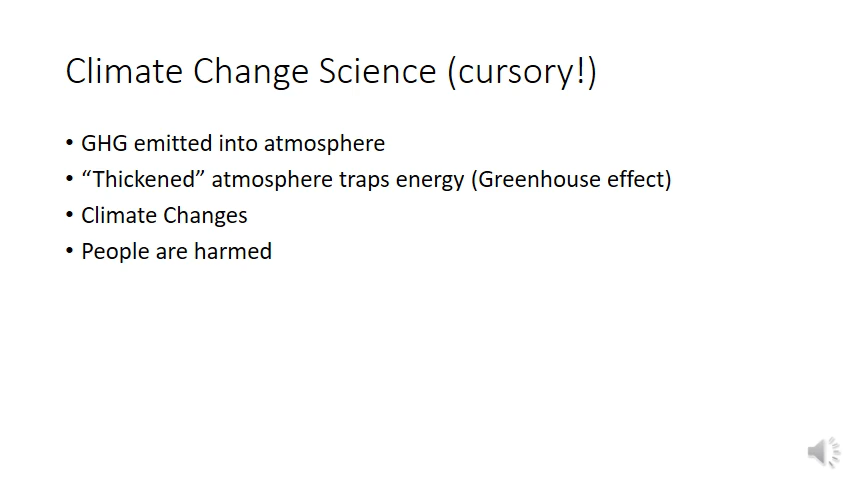 Climate Change Science (cursory!)
• GHG emitted into atmosphere
• “Thickened” atmosphere traps energy (Greenhouse effect)
• Climate Changes
• People are harmed